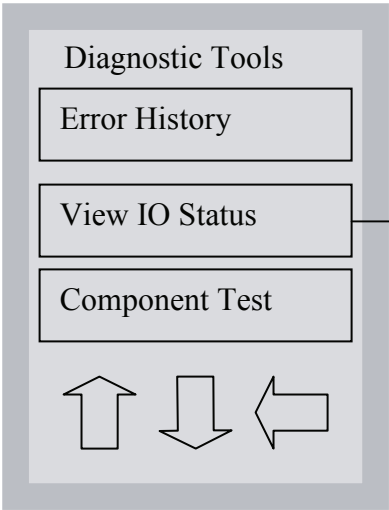 Diagnostic Tools
Error History
View IO Status
Component Test